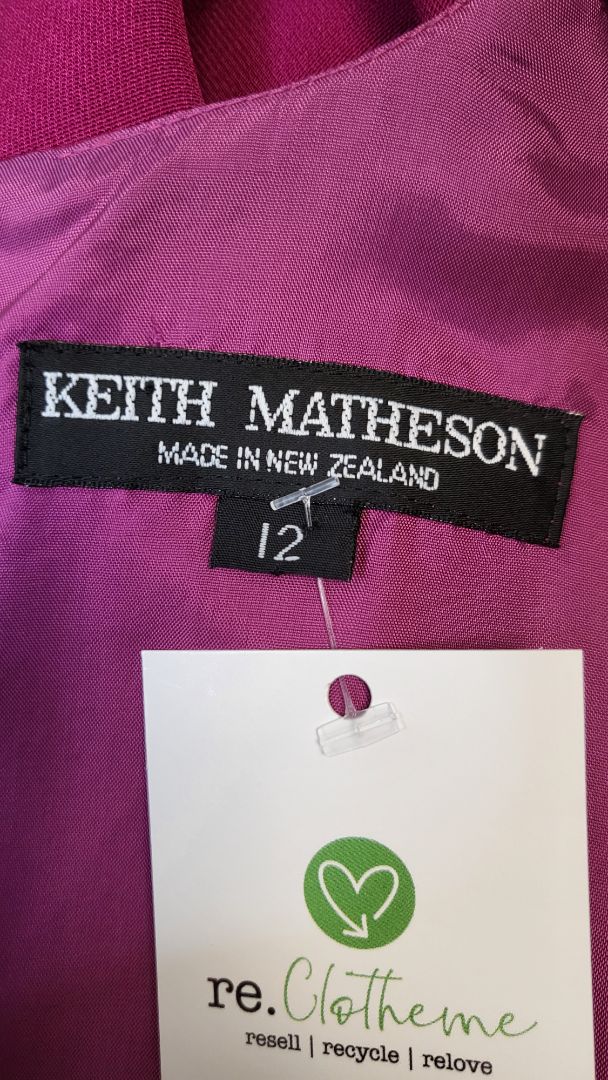 KEITH MATHESON
MADE IN NEW ZEALAND
12
re.Clotheme
resell | recycle | relove